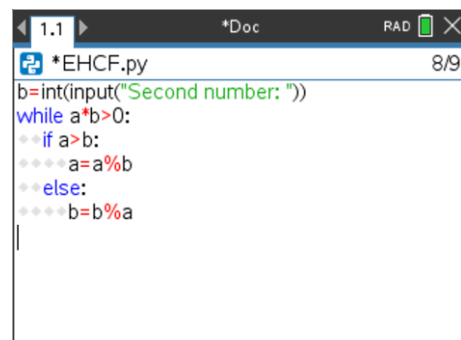 1.1 *Doc RAD
*EHCF.py 8/9
b=int(input("Second number: "))
while a*b>0:
◆◆if a>b:
◆◆◆◆a=a%b
◆◆else:
◆◆◆◆b=b%a